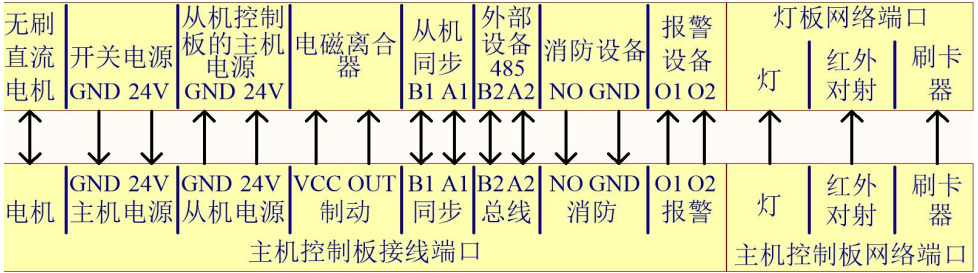 无刷
直流
电机
开关电源
GND 24V
从机控制
板的主机
电源
GND 24V
电磁离合
器
从机
同步
B1 A1
外部
设备
485
B2 A2
消防设备
NO GND
报警
设备
O1 O2
灯板网络端口
灯
红外
对射
刷卡
器
电机
GND 24V
主机电源
GND 24V
从机电源
VCC OUT
制动
B1 A1
同步
B2 A2
总线
NO GND
消防
O1 O2
报警
灯
红外
对射
刷卡
器
主机控制板接线端口
主机控制板网络端口